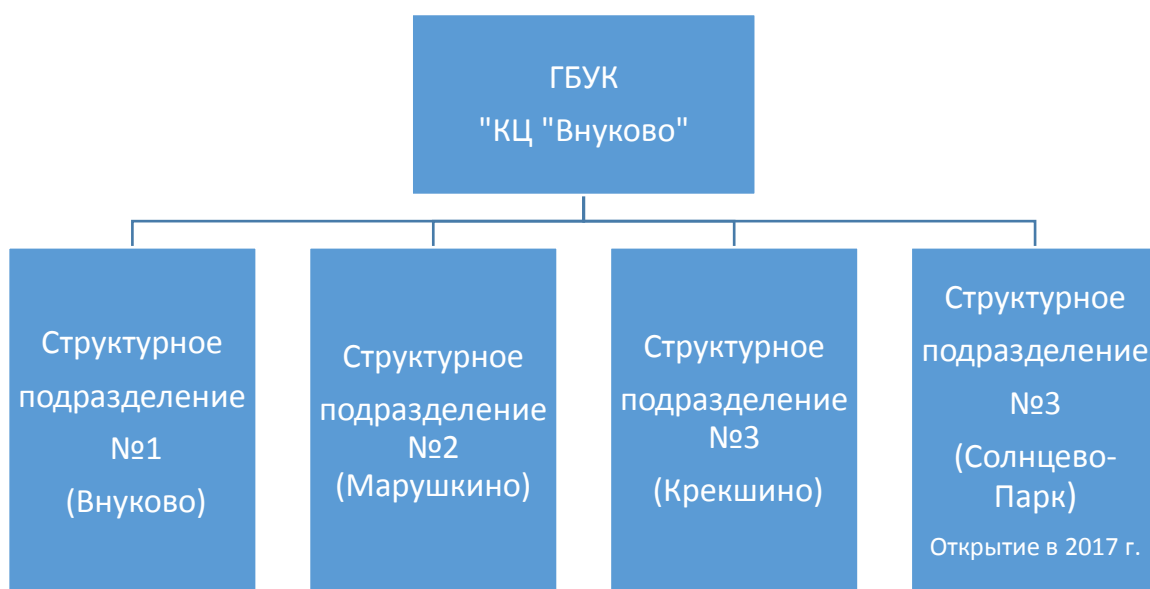 ГБУК
"КЦ "Внуково"
Структурное
подразделение
№1
(Внуково)
Структурное
подразделение
№2
(Марушкино)
Структурное
подразделение
№3
(Крекшино)
Структурное
подразделение
№3
(Солнцево-
Парк)
Открытие в 2017 г.